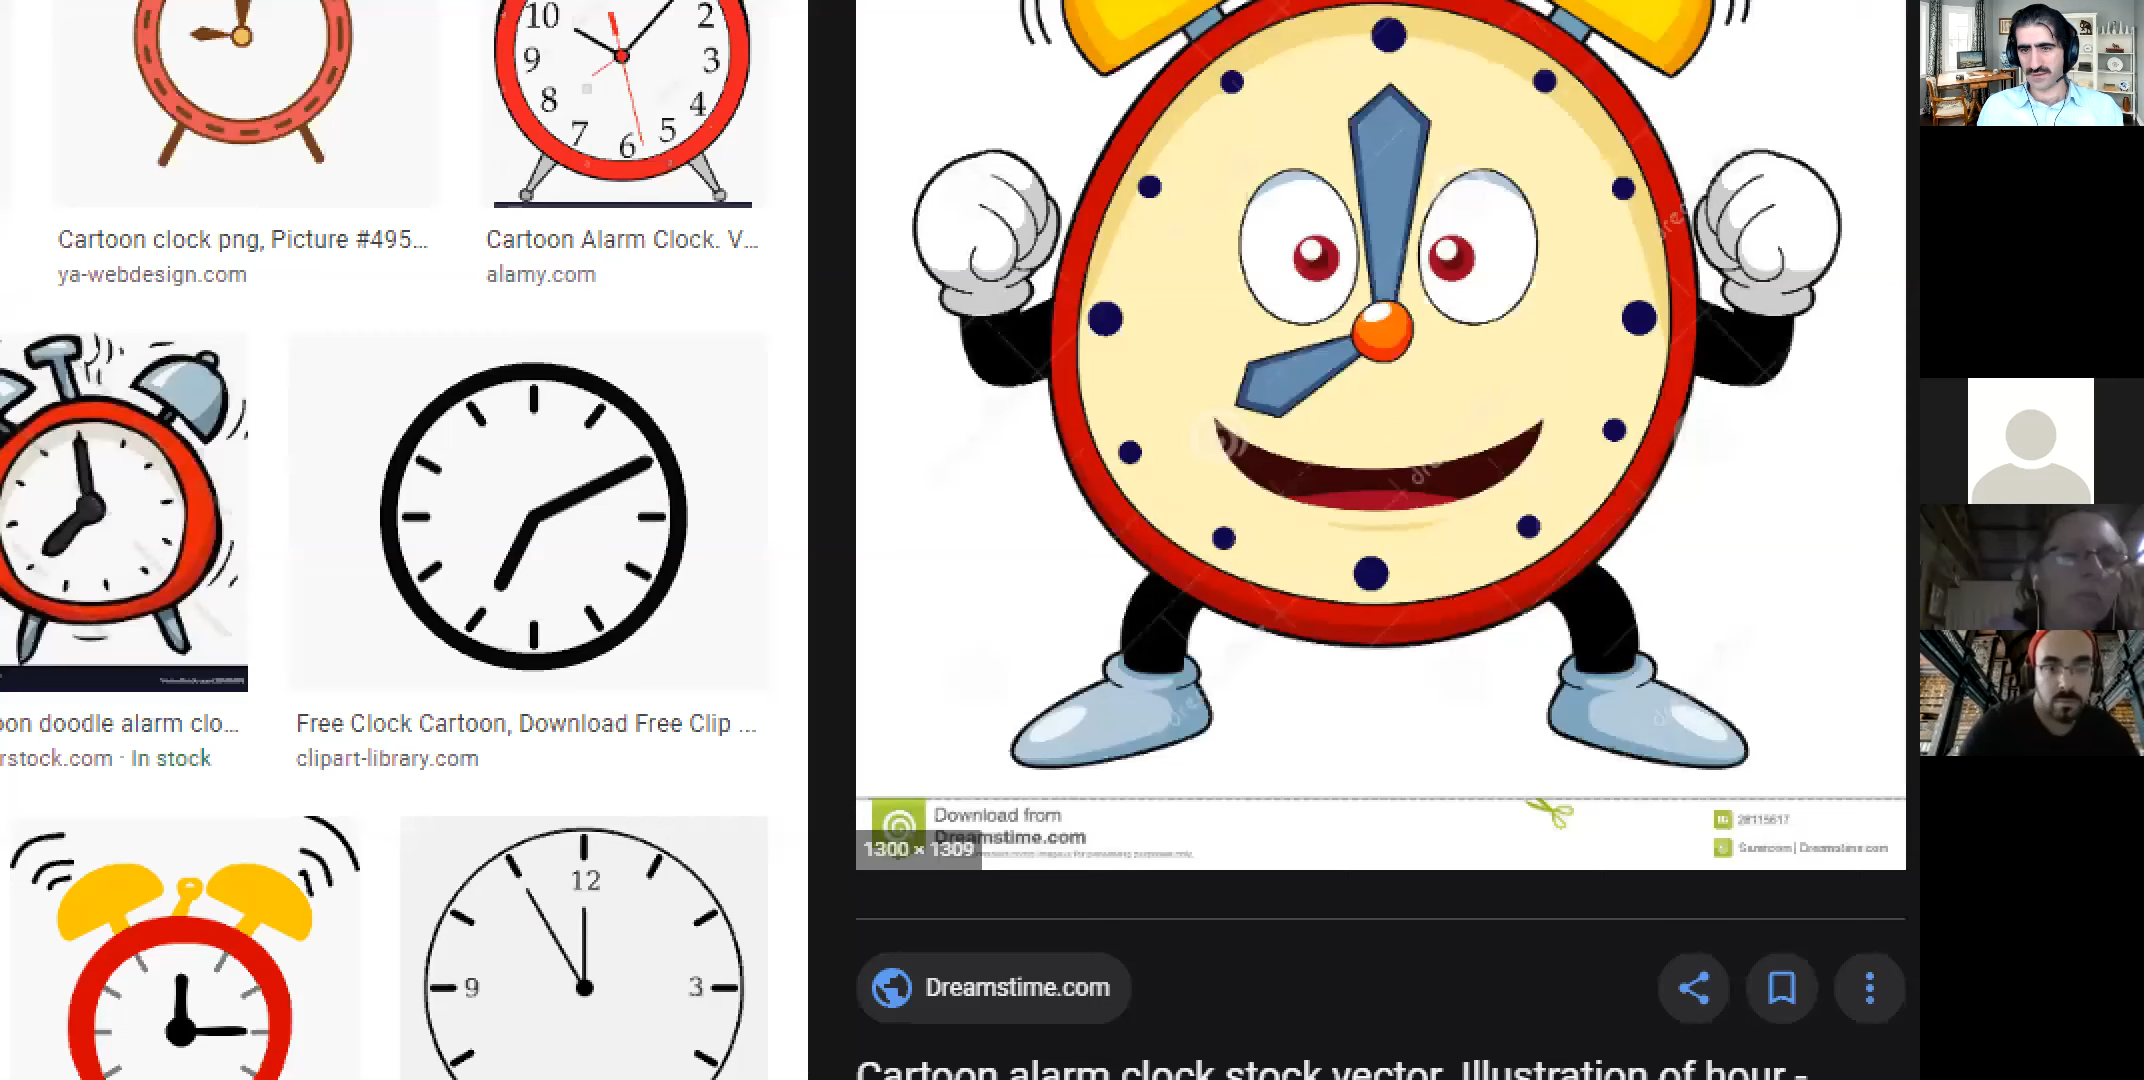 10
2
9
3
8
4
7
5
6
Cartoon clock png, Picture #495...
ya-webdesign.com
Cartoon Alarm Clock. V...
alamy.com
oon doodle alarm clo...
rstock.com · In stock
Free Clock Cartoon, Download Free Clip ...
clipart-library.com
12
9
3
Download from
Dreamstime.com
1300 × 1309
28115617
| Dreamstime.com
Dreamstime.com
Cartoon alarm clock stock vector. Illustration of hour -